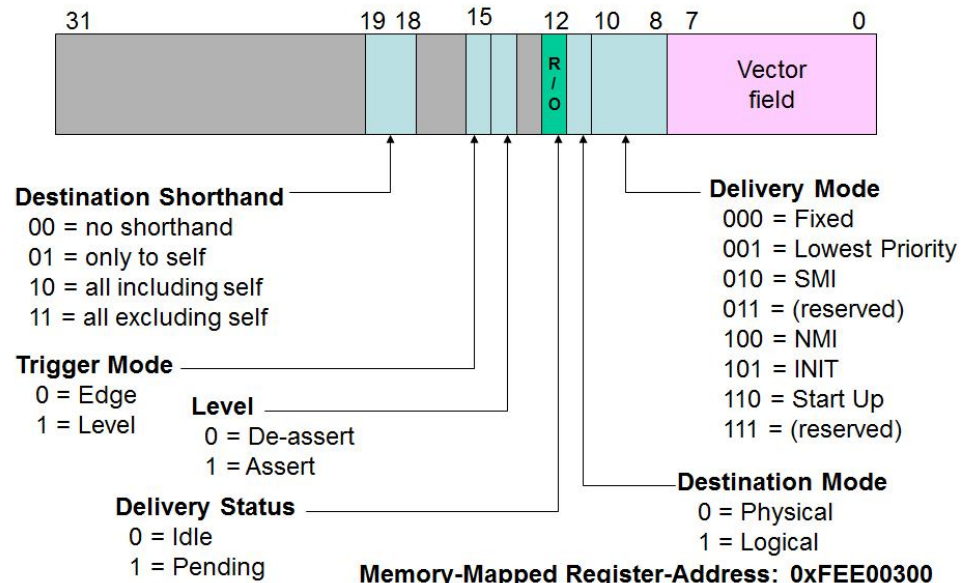 31 19 18 15 12 10 8 7 0
R
/
O
Vector
field
Destination Shorthand
00 = no shorthand
01 = only to self
10 = all including self
11 = all excluding self
Trigger Mode
0 = Edge
1 = Level
Level
0 = De-assert
1 = Assert
Delivery Status
0 = Idle
1 = Pending
Delivery Mode
000 = Fixed
001 = Lowest Priority
010 = SMI
011 = (reserved)
100 = NMI
101 = INIT
110 = Start Up
111 = (reserved)
Destination Mode
0 = Physical
1 = Logical
Memory-Mapped Register-Address: 0xFEE00300